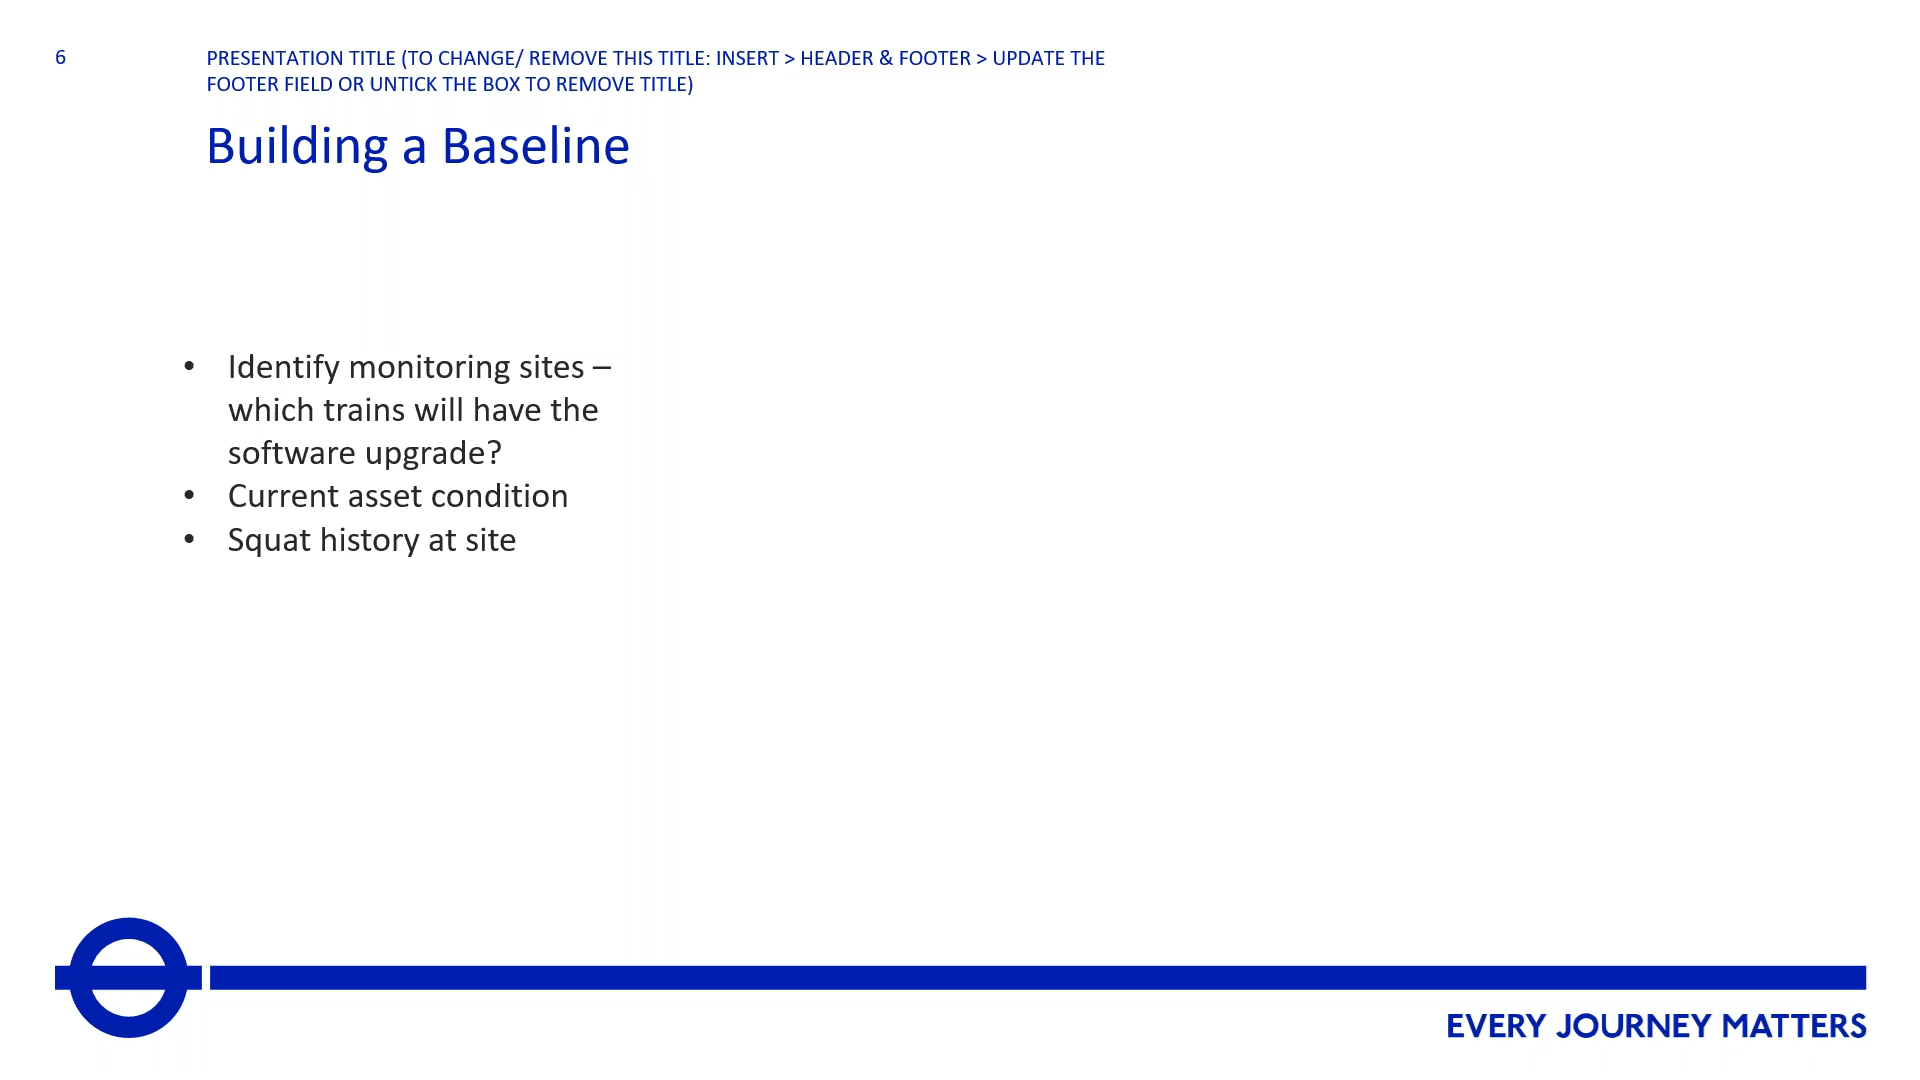 6
PRESENTATION TITLE (TO CHANGE/ REMOVE THIS TITLE: INSERT > HEADER & FOOTER > UPDATE THE
FOOTER FIELD OR UNTICK THE BOX TO REMOVE TITLE)
Building a Baseline
• Identify monitoring sites –
which trains will have the
software upgrade?
• Current asset condition
• Squat history at site
EVERY JOURNEY MATTERS